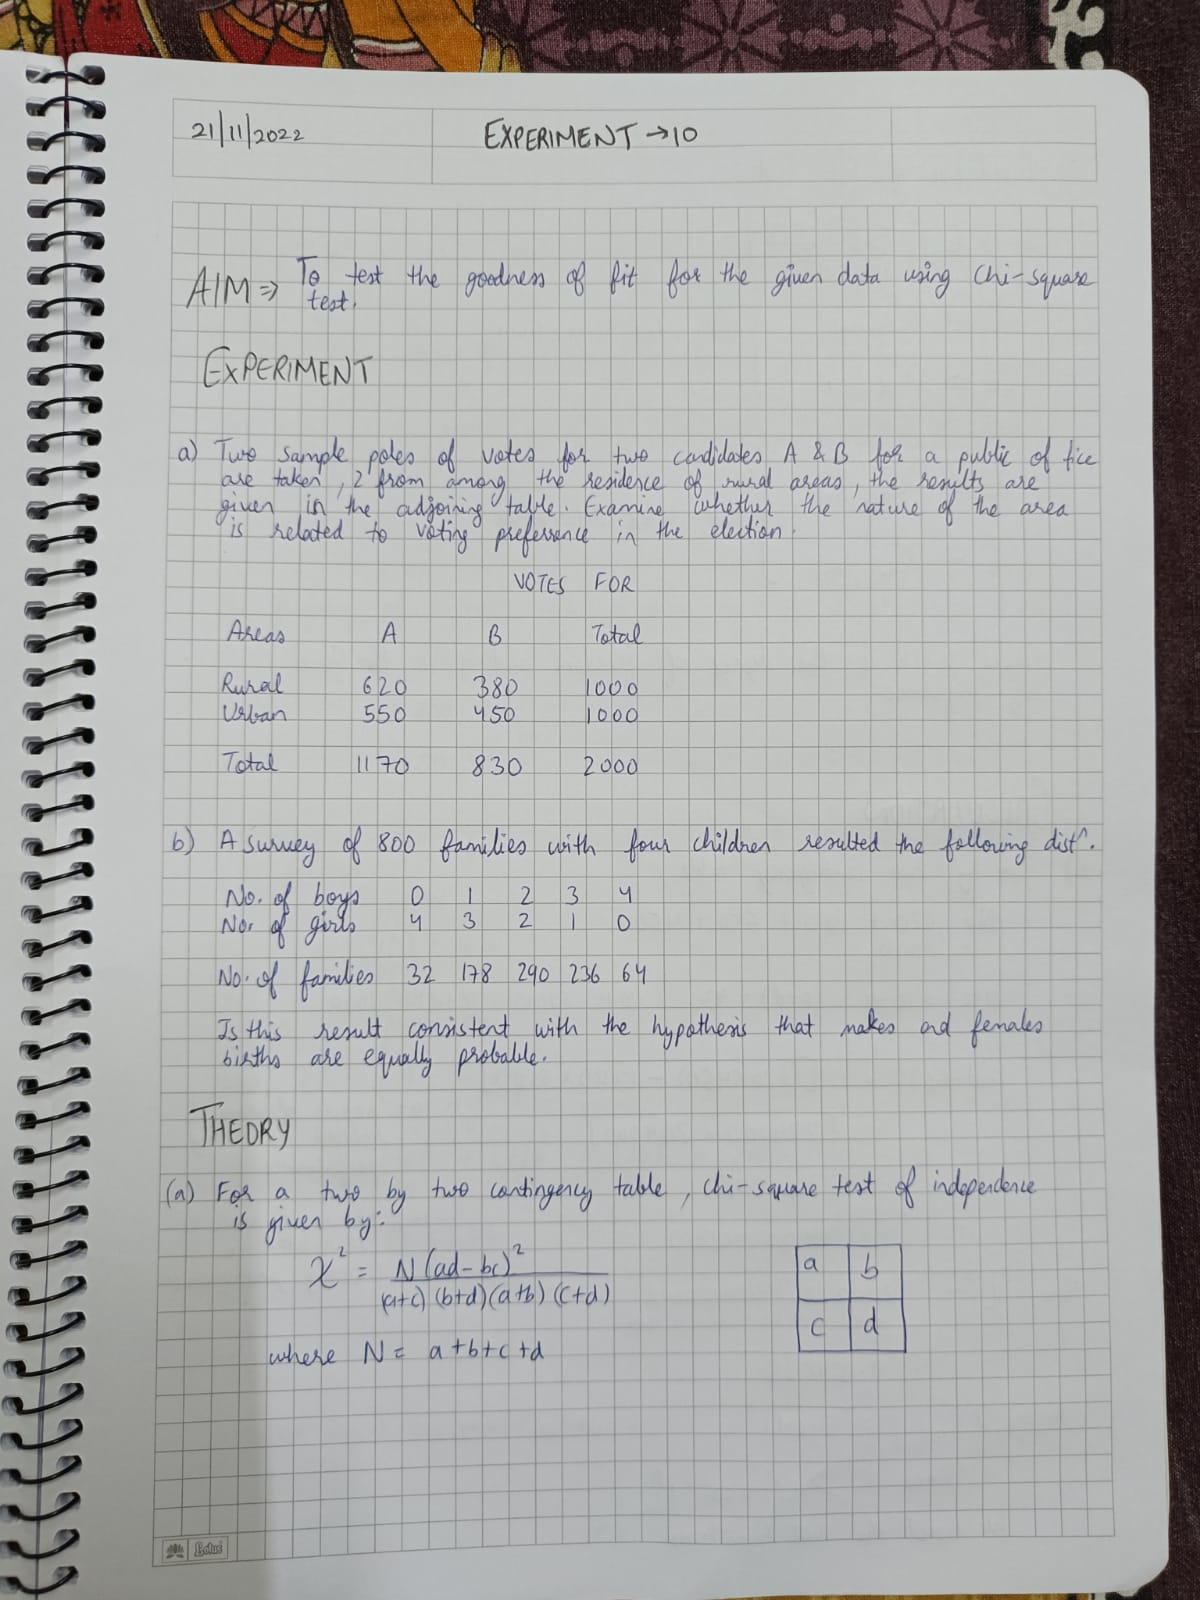 21/11/2022
EXPERIMENT → 10
AIM ⇒ To test the goodness of fit for the given data using Chi-square
test.
EXPERIMENT
a) Two sample poles of votes for two candidates A & B for a public of fice
are taken, 2 from among the residence of rural areas, the results are
given in the adjoining table. Examine whether the nature of the area
is related to voting preference in the election.
VOTES FOR
Areas A B Total
Rural 620 380 1000
Urban 550 450 1000
Total 1170 830 2000
b) A survey of 800 families with four children resulted the following distⁿ.
No. of boys 0 1 2 3 4
No. of girls 4 3 2 1 0
No. of families 32 178 290 236 64
Is this result consistent with the hypothesis that makes and females
births are equally probable.
THEORY
(a) For a two by two contingency table, chi-square test of independence
is given by:
χ² = N(ad-bc)²
(a+c) (b+d) (a+b) (c+d)
a b
c d
where N = a+b+c+d
Lotus